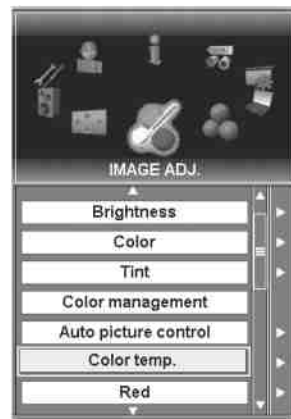 IMAGE ADJ.
Brightness
Color
Tint
Color management
Auto picture control
Color temp.
Red